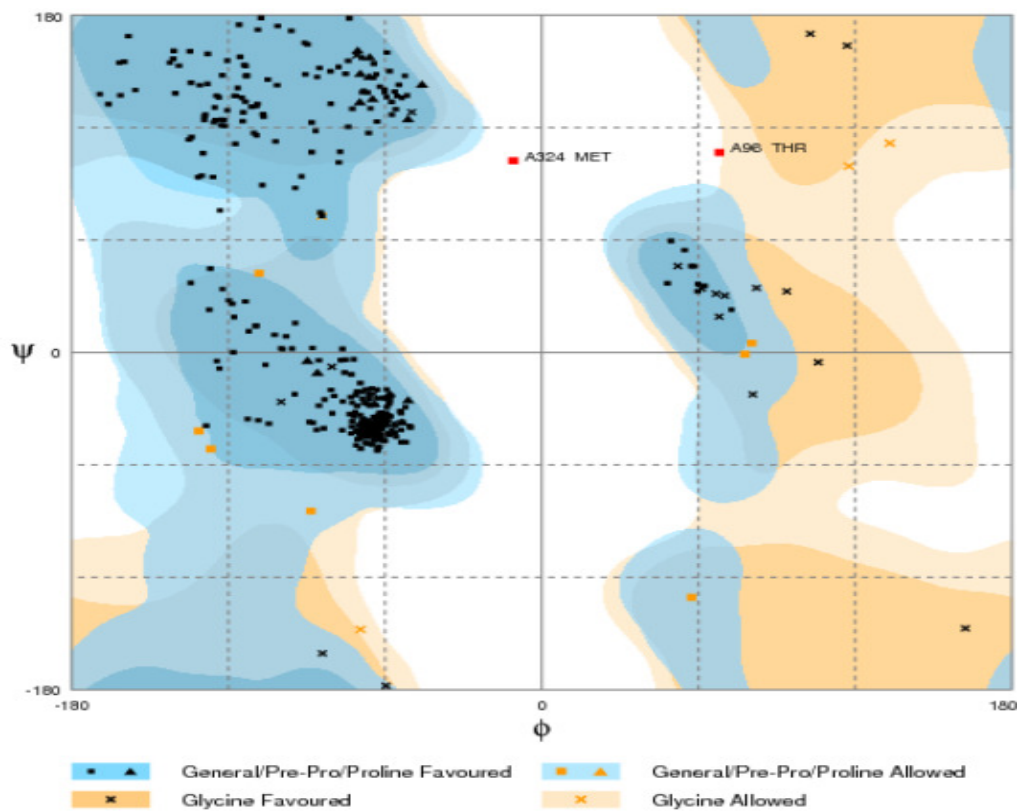 180
A324 MET
A96 THR
Ψ
0
-180
-180
0
180
ϕ
General/Pre-Pro/Proline Favoured
General/Pre-Pro/Proline Allowed
Glycine Favoured
Glycine Allowed